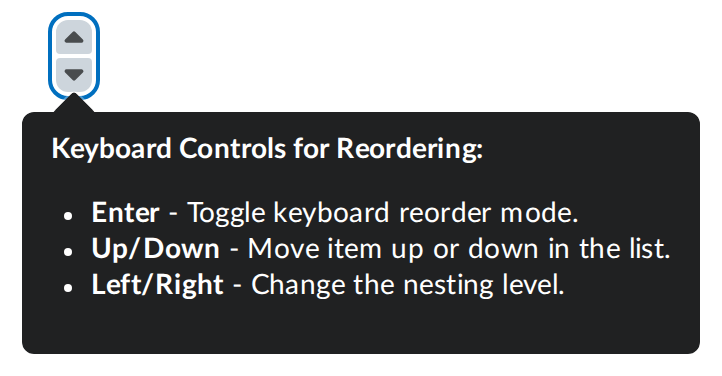 Keyboard Controls for Reordering:
• Enter - Toggle keyboard reorder mode.
• Up/Down - Move item up or down in the list.
• Left/Right - Change the nesting level.